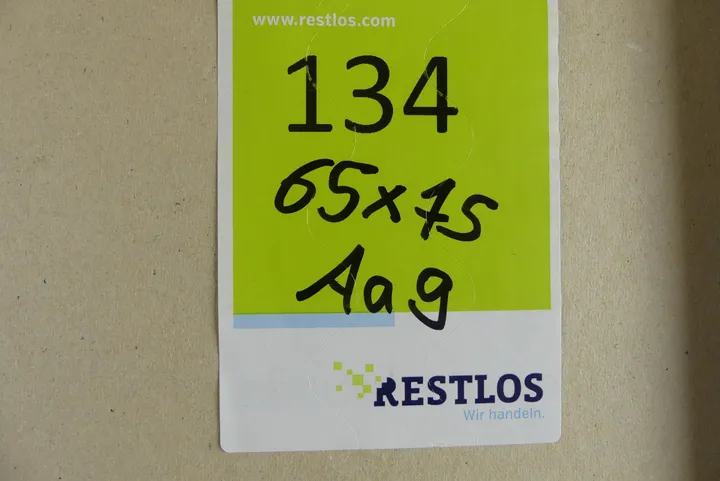 www.restlos.com
134
65x75
Aag
RESTLOS
Wir handeln.